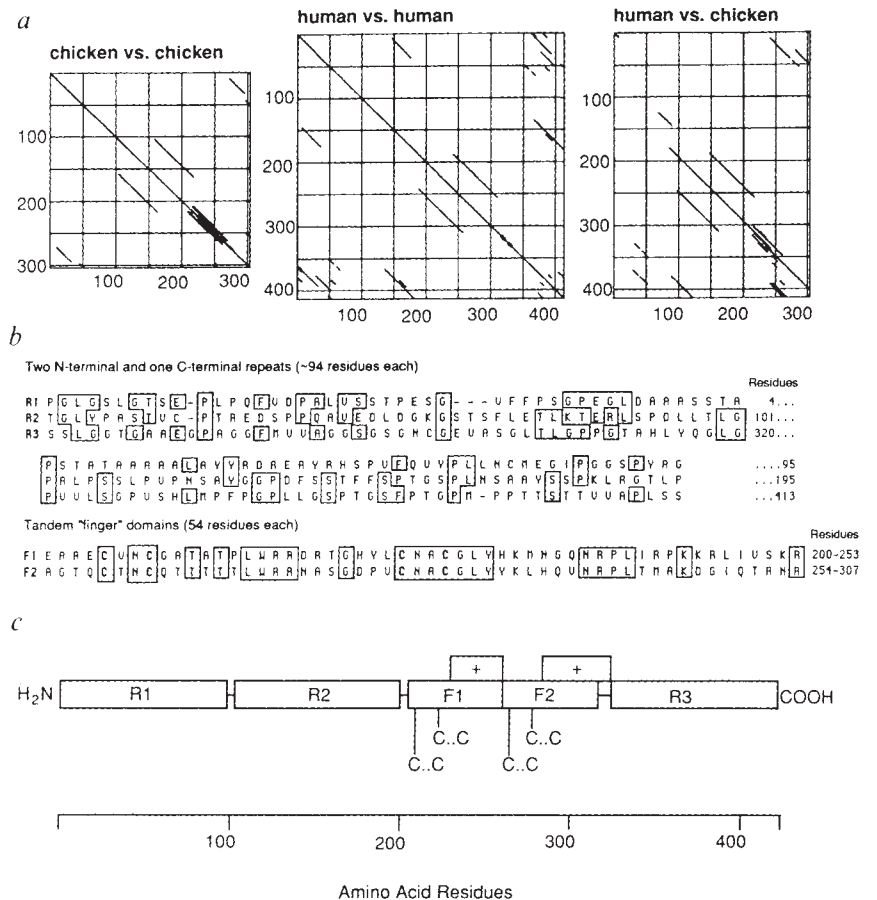 a
chicken vs. chicken
human vs. human
human vs. chicken
100
200
300
100 200 300
100
200
300
400
100 200 300 400
100
200
300
400
100 200 300
b
Two N-terminal and one C-terminal repeats (~94 residues each)
Residues
R1 P G L G S L G T S E - P L P Q F V D P A L V S S T P E S G - - - V F F P S G P E G L D A A A S S T A 4...
R2 T G L Y P A S T V C - P T R E D S P P Q A V E D L D G K G S T S F L E T L K T E R L S P D L L T L G 101...
R3 S S L G G T G A A E G P A G G F M V V A G G S G S G N C G E V A S G L T L G P P G T A H L Y Q G L G 320...
P S T A T A A A A A L A Y Y R D A E A Y R H S P V F Q V Y P L L N C M E G I P G G S P Y A G ....95
P A L P S S L P V P N S A Y G G P D F S S T F F S P T G S P L N S A A Y S S P K L R G T L P ...195
P V V L S G P V S H L M P F P G P L L G S P T G S F P T G P M - P P T T S T T V V A P L S S ...413
Tandem "finger" domains (54 residues each)
Residues
F1 E A R E C V N C G A T A T P L W R R D R T G H Y L C N A C G L Y H K M N G Q N R P L I R P K K R L I V S K R 200-253
F2 A G T Q C T N C Q T T T T T L W R R N A S G D P V C N A C G L Y Y K L H Q V N R P L T M R K D G I Q T R N R 254-307
c
+ +
H2N R1 R2 F1 F2 R3 COOH
C..C C..C
C..C C..C
100 200 300 400
Amino Acid Residues